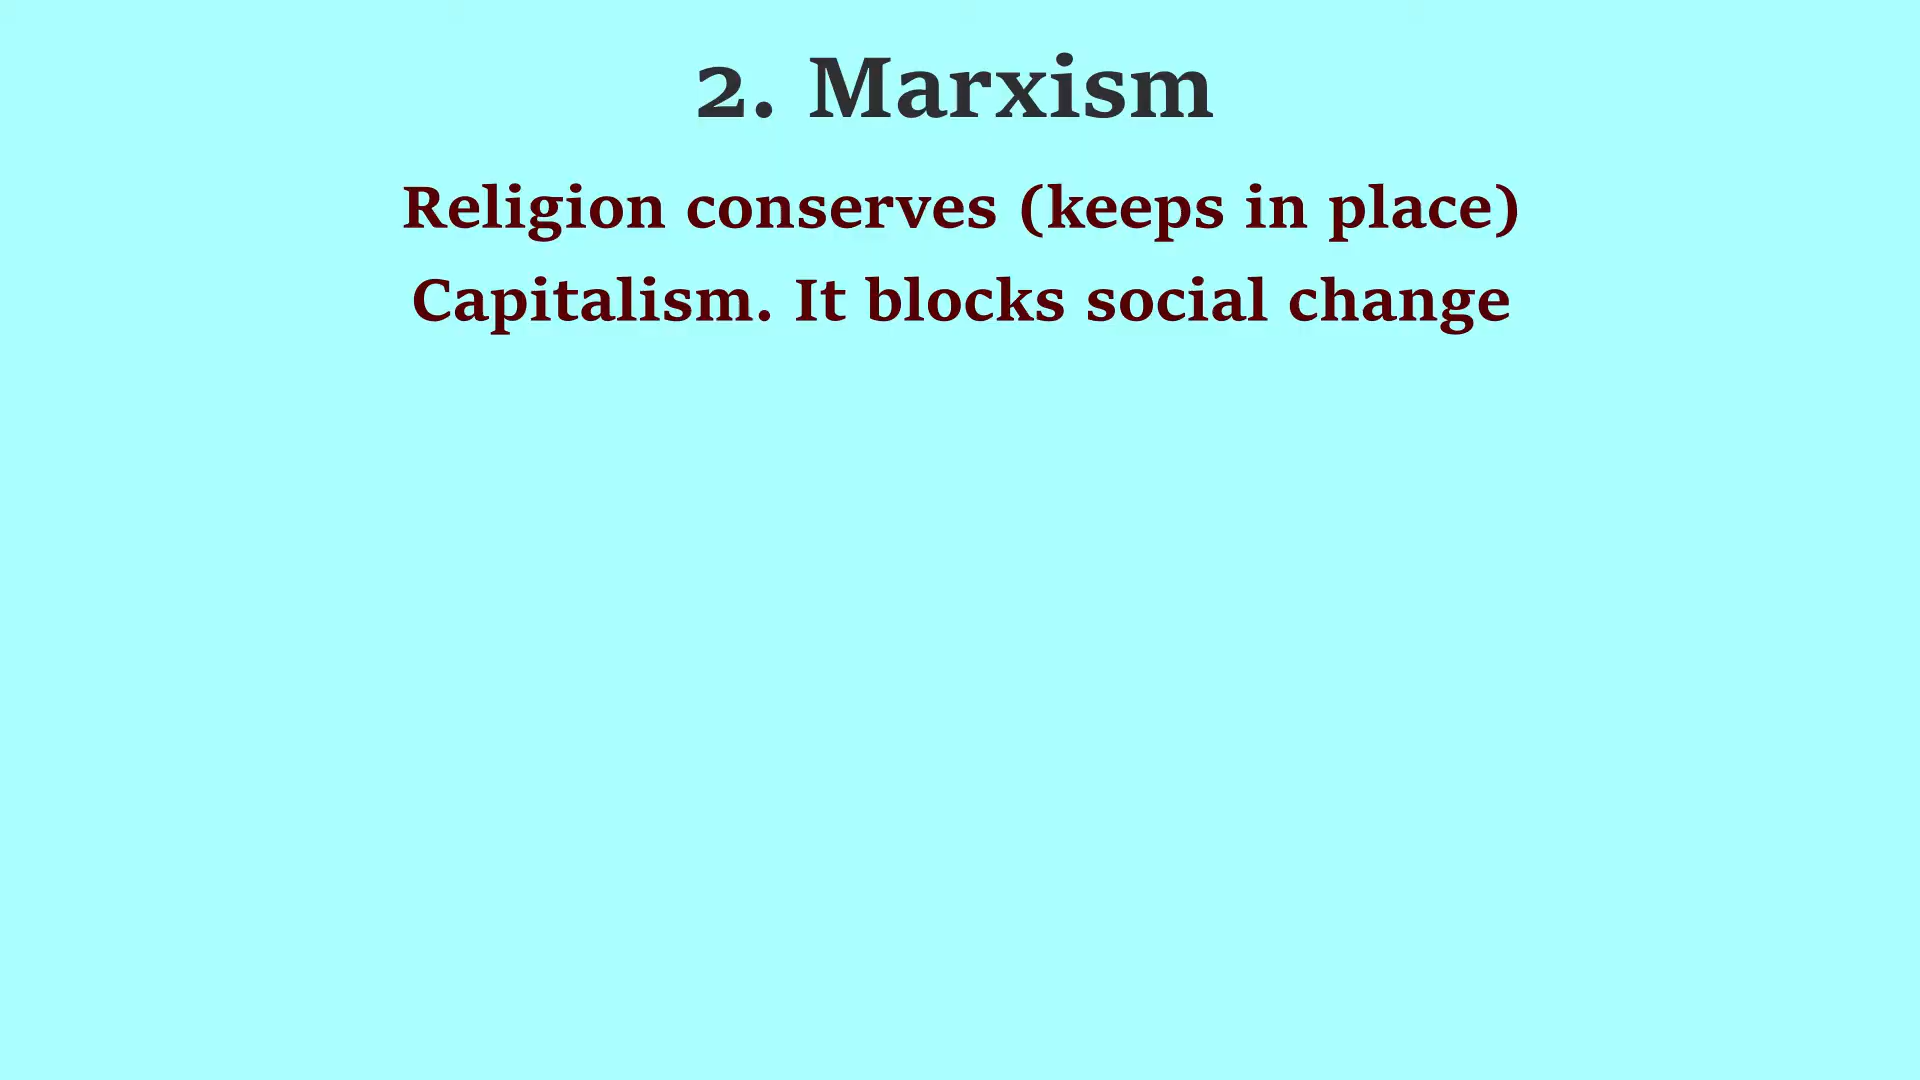 2. Marxism
Religion conserves (keeps in place)
Capitalism. It blocks social change